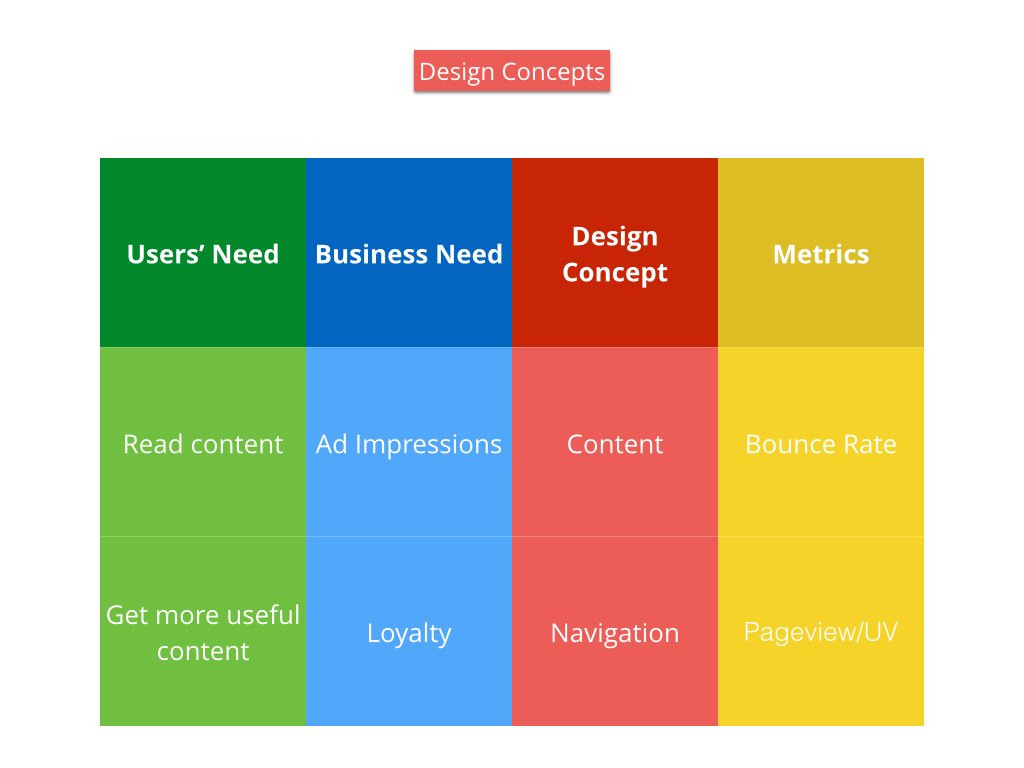 Design Concepts
Users’ Need
Business Need
Design
Concept
Metrics
Read content
Ad Impressions
Content
Bounce Rate
Get more useful
content
Loyalty
Navigation
Pageview/UV